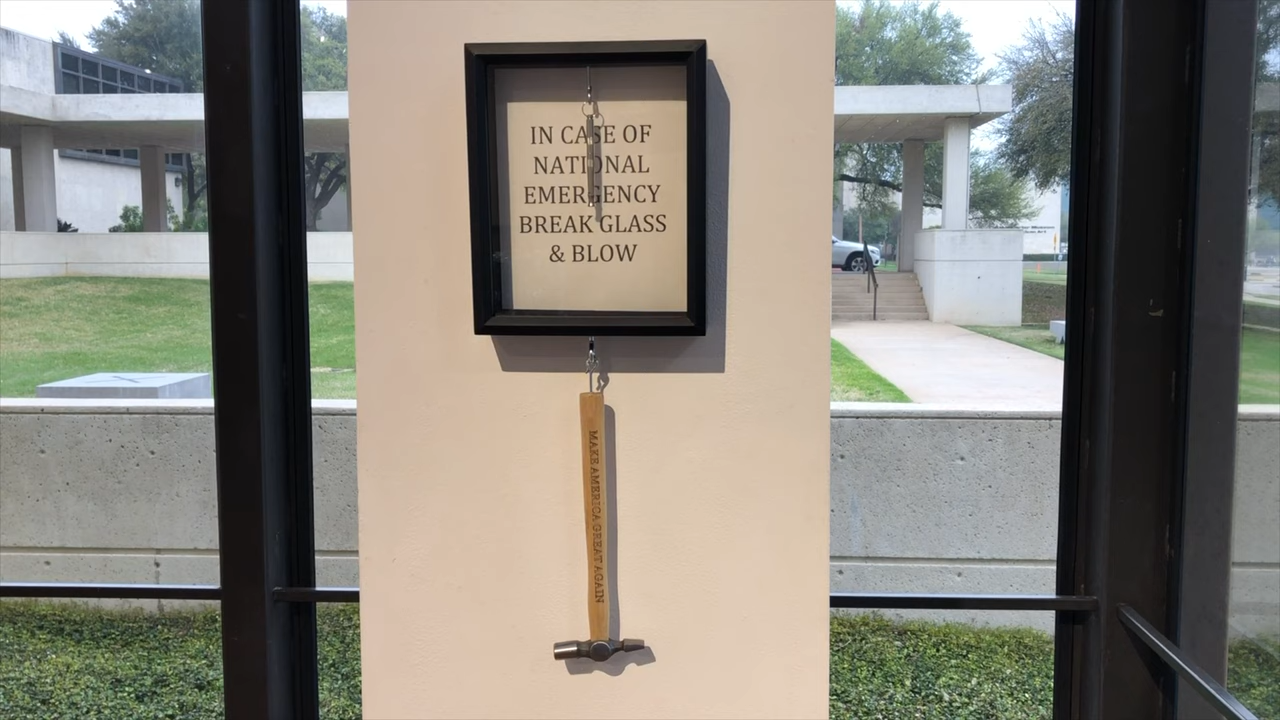 IN CASE OF
NATIONAL
EMERGENCY
BREAK GLASS
& BLOW
MAKE AMERICA GREAT AGAIN